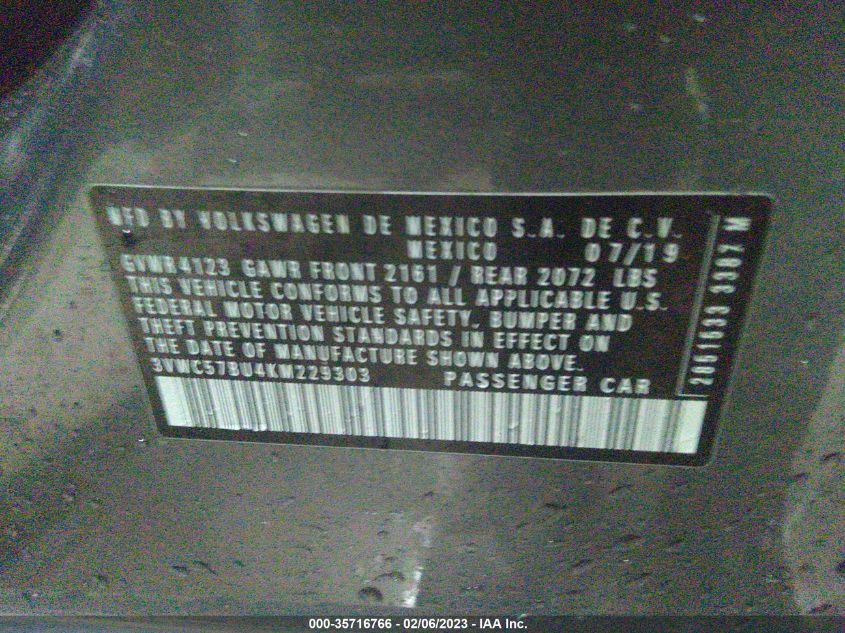 MFD BY VOLKSWAGEN DE MEXICO S.A. DE C.V.
MEXICO 07/19
GVWR 4123 GAWR FRONT 2161 / REAR 2072 LBS
THIS VEHICLE CONFORMS TO ALL APPLICABLE U.S.
FEDERAL MOTOR VEHICLE SAFETY, BUMPER AND
THEFT PREVENTION STANDARDS IN EFFECT ON
THE DATE OF MANUFACTURE SHOWN ABOVE.
3VWC57BU4KM229303 PASSENGER CAR
000-35716766 - 02/06/2023 - IAA Inc.